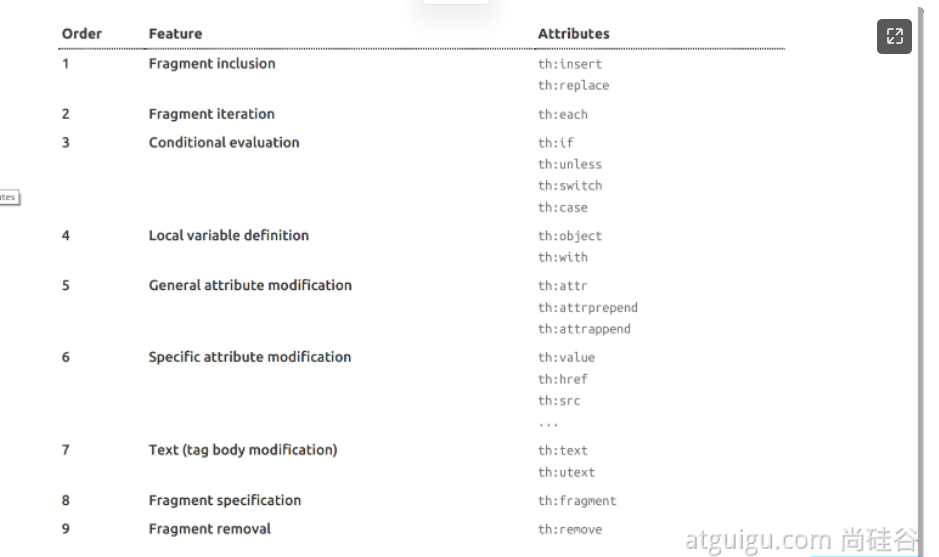 Order Feature Attributes
1 Fragment inclusion th:insert
th:replace
2 Fragment iteration th:each
3 Conditional evaluation th:if
th:unless
th:switch
th:case
4 Local variable definition th:object
th:with
5 General attribute modification th:attr
th:attrprepend
th:attrappend
6 Specific attribute modification th:value
th:href
th:src
...
7 Text (tag body modification) th:text
th:utext
8 Fragment specification th:fragment
9 Fragment removal th:remove
atguigu.com 尚硅谷